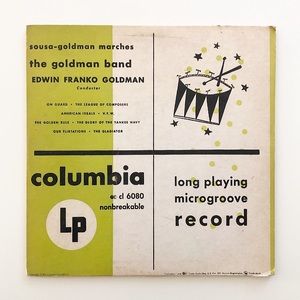 sousa-goldman marches
the goldman band
EDWIN FRANKO GOLDMAN
Conductor
ON GUARD • THE LEAGUE OF COMPOSERS
AMERICAN IDEALS • V.F.W.
THE GOLDEN RULE • THE GLORY OF THE YANKEE NAVY
OUR FLIRTATIONS • THE GLADIATOR
columbia
cl 6080
nonbreakable
Lp
long playing
microgroove
record